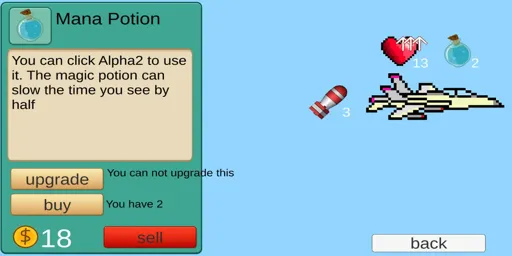 Mana Potion
You can click Alpha2 to use
it. The magic potion can
slow the time you see by
half
upgrade
You can not upgrade this
buy
You have 2
18
sell
13
2
3
back